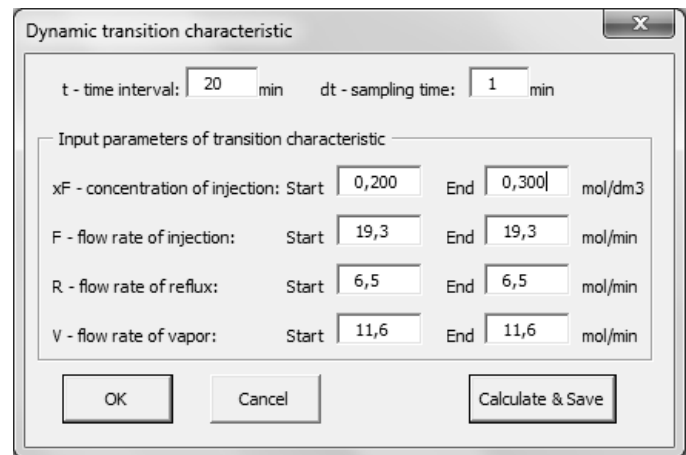 Dynamic transition characteristic
t - time interval: 20 min dt - sampling time: 1 min
Input parameters of transition characteristic
xF - concentration of injection: Start 0,200 End 0,300 mol/dm3
F - flow rate of injection: Start 19,3 End 19,3 mol/min
R - flow rate of reflux: Start 6,5 End 6,5 mol/min
V - flow rate of vapor: Start 11,6 End 11,6 mol/min
OK Cancel Calculate & Save